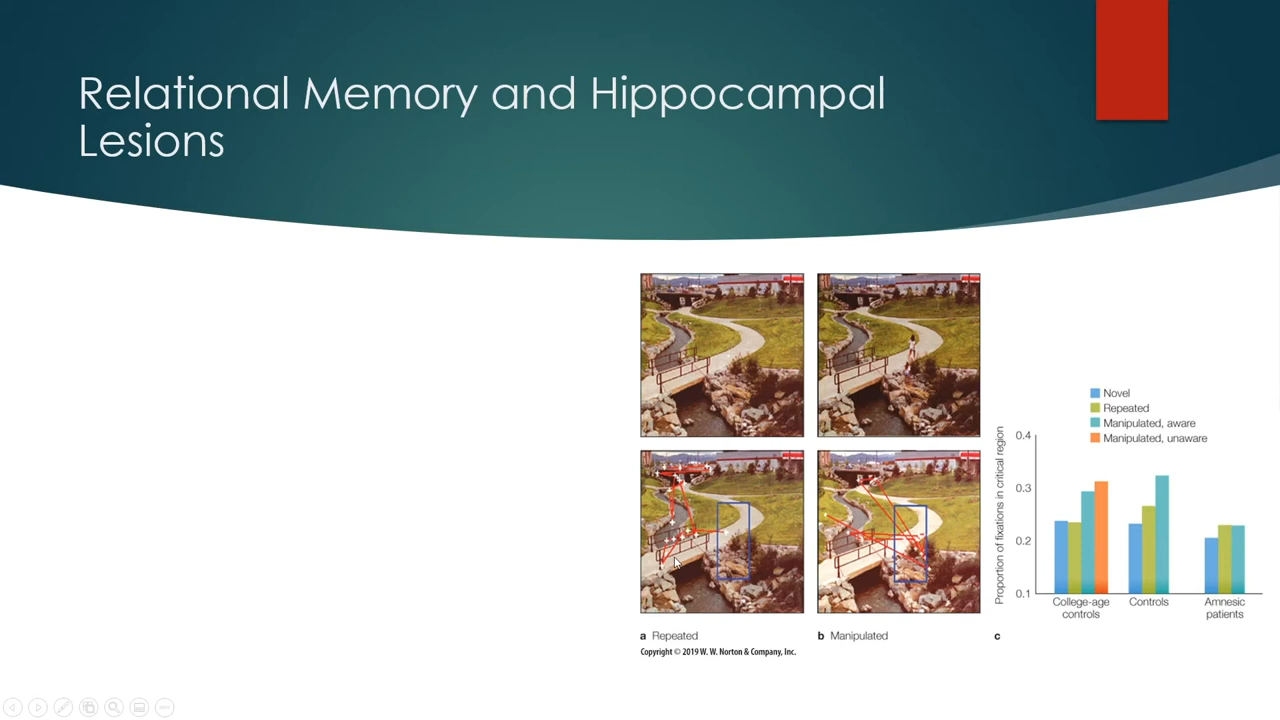 Relational Memory and Hippocampal
Lesions
Novel
Repeated
Manipulated, aware
Manipulated, unaware
Proportion of fixations in critical region
0.4
0.3
0.2
0.1
College-age
controls
Controls
Amnesic
patients
a Repeated
b Manipulated
c
Copyright © 2019 W. W. Norton & Company, Inc.